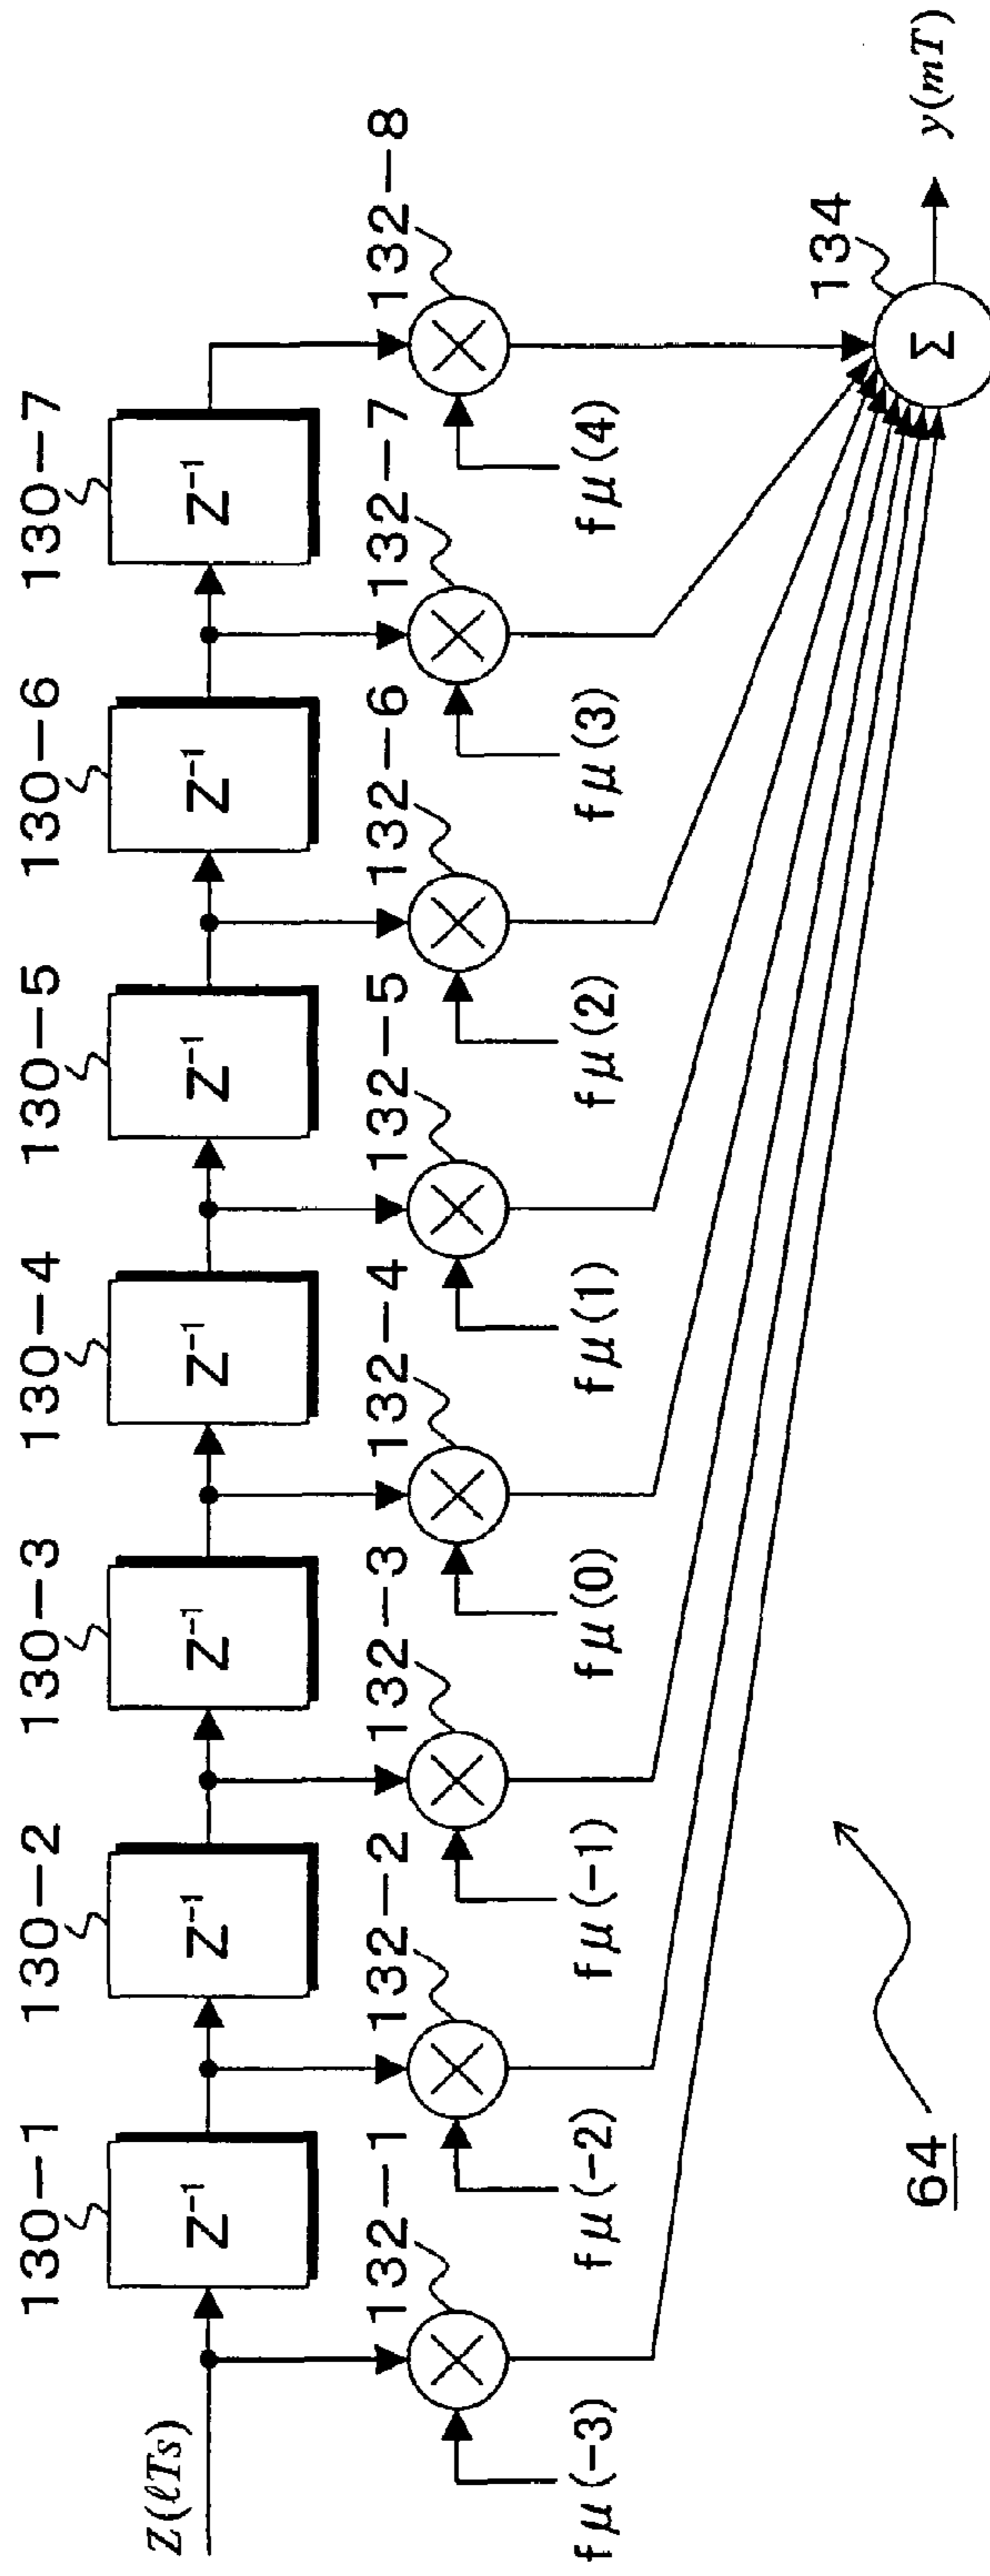 130-1 130-2 130-3 130-4 130-5 130-6 130-7
Z(ℓTs)
Z⁻¹ Z⁻¹ Z⁻¹ Z⁻¹ Z⁻¹ Z⁻¹ Z⁻¹
132-1 132-2 132-3 132-4 132-5 132-6 132-7 132-8
fμ(-3) fμ(-2) fμ(-1) fμ(0) fμ(1) fμ(2) fμ(3) fμ(4)
134
Σ
y(mT)
64